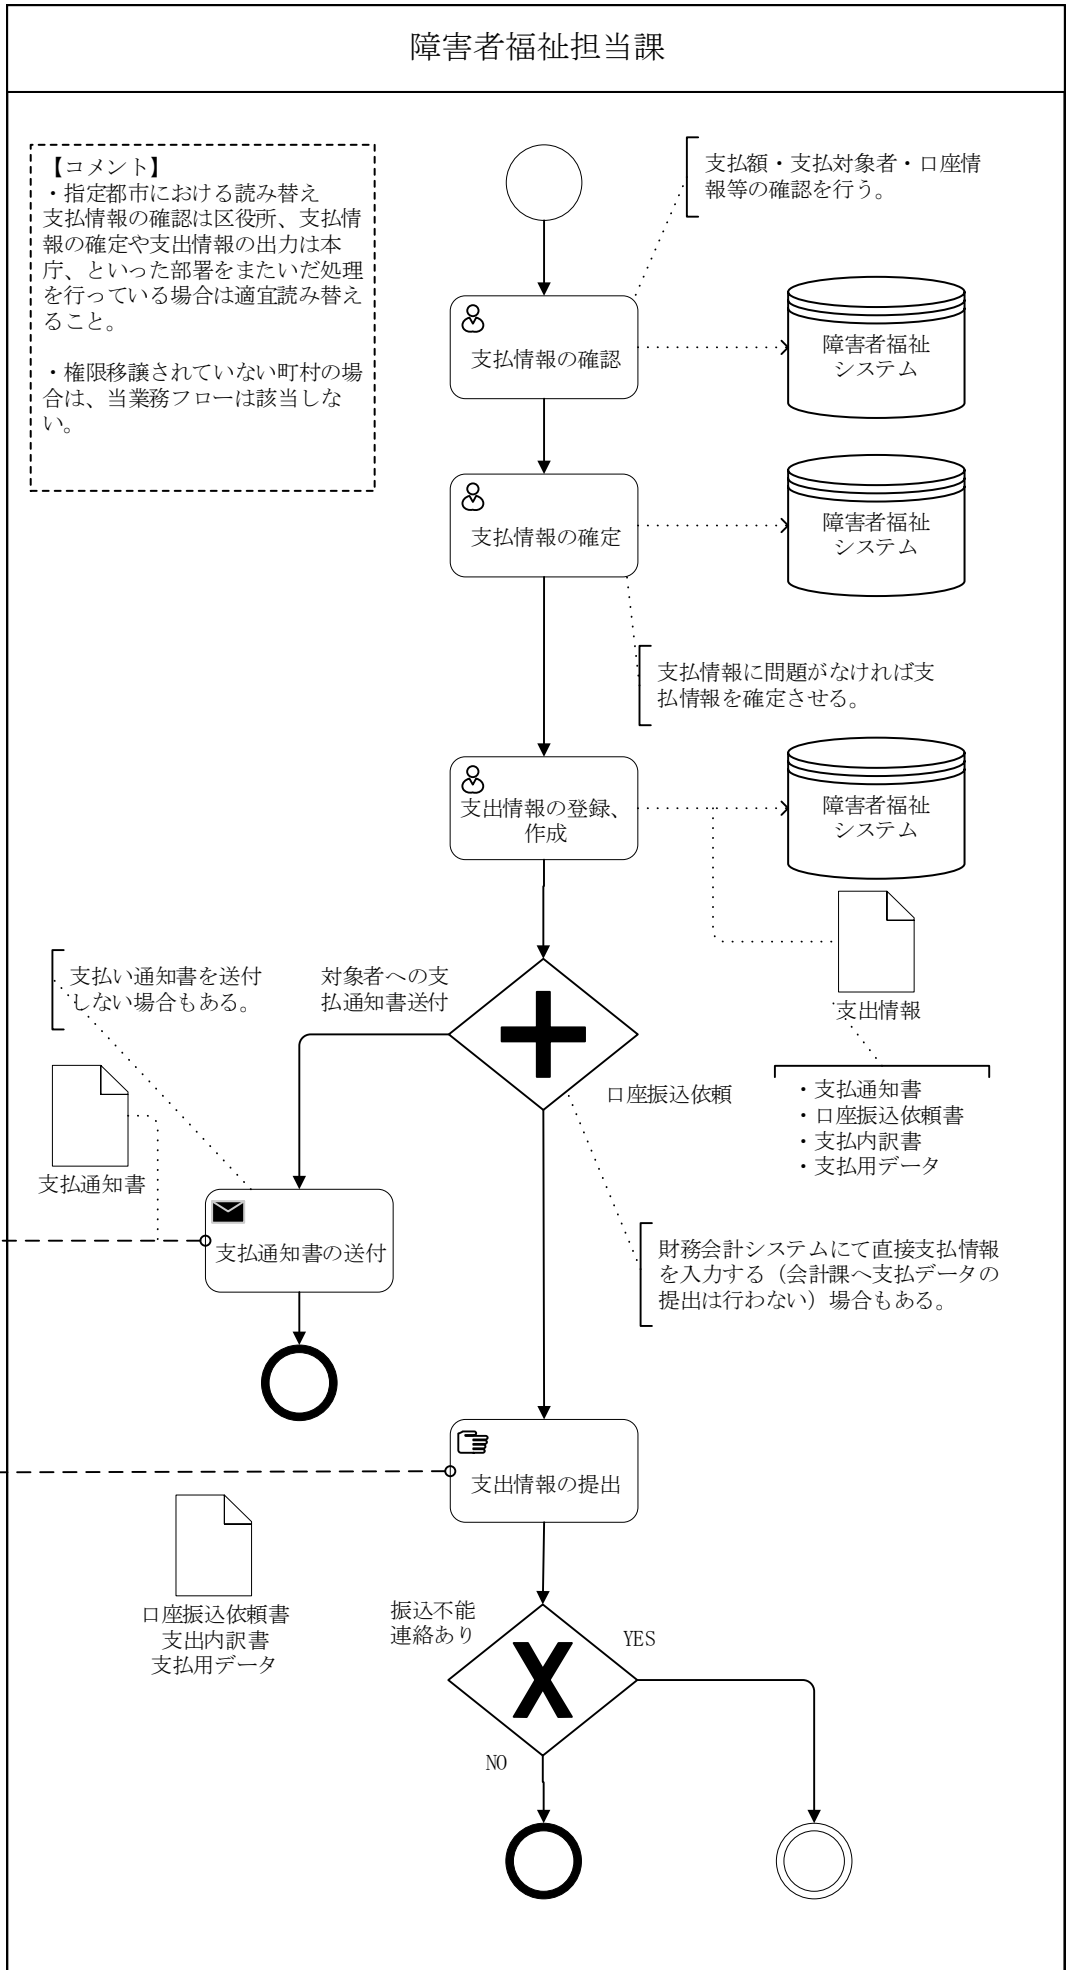 障害者福祉担当課
【コメント】
・指定都市における読み替え
支払情報の確認は区役所、支払情
報の確定や支出情報の出力は本
庁、といった部署をまたいだ処理
を行っている場合は適宜読み替え
ること。
・権限移譲されていない町村の場
合は、当業務フローは該当しな
い。
支払額・支払対象者・口座情
報等の確認を行う。
支払情報の確認
障害者福祉
システム
支払情報の確定
障害者福祉
システム
支払情報に問題がなければ支
払情報を確定させる。
支出情報の登録、
作成
障害者福祉
システム
支出情報
・支払通知書
・口座振込依頼書
・支払内訳書
・支払用データ
支払い通知書を送付
しない場合もある。
対象者への支
払通知書送付
口座振込依頼
支払通知書
支払通知書の送付
財務会計システムにて直接支払情報
を入力する（会計課へ支払データの
提出は行わない）場合もある。
支出情報の提出
口座振込依頼書
支出内訳書
支払用データ
振込不能
連絡あり
YES
NO